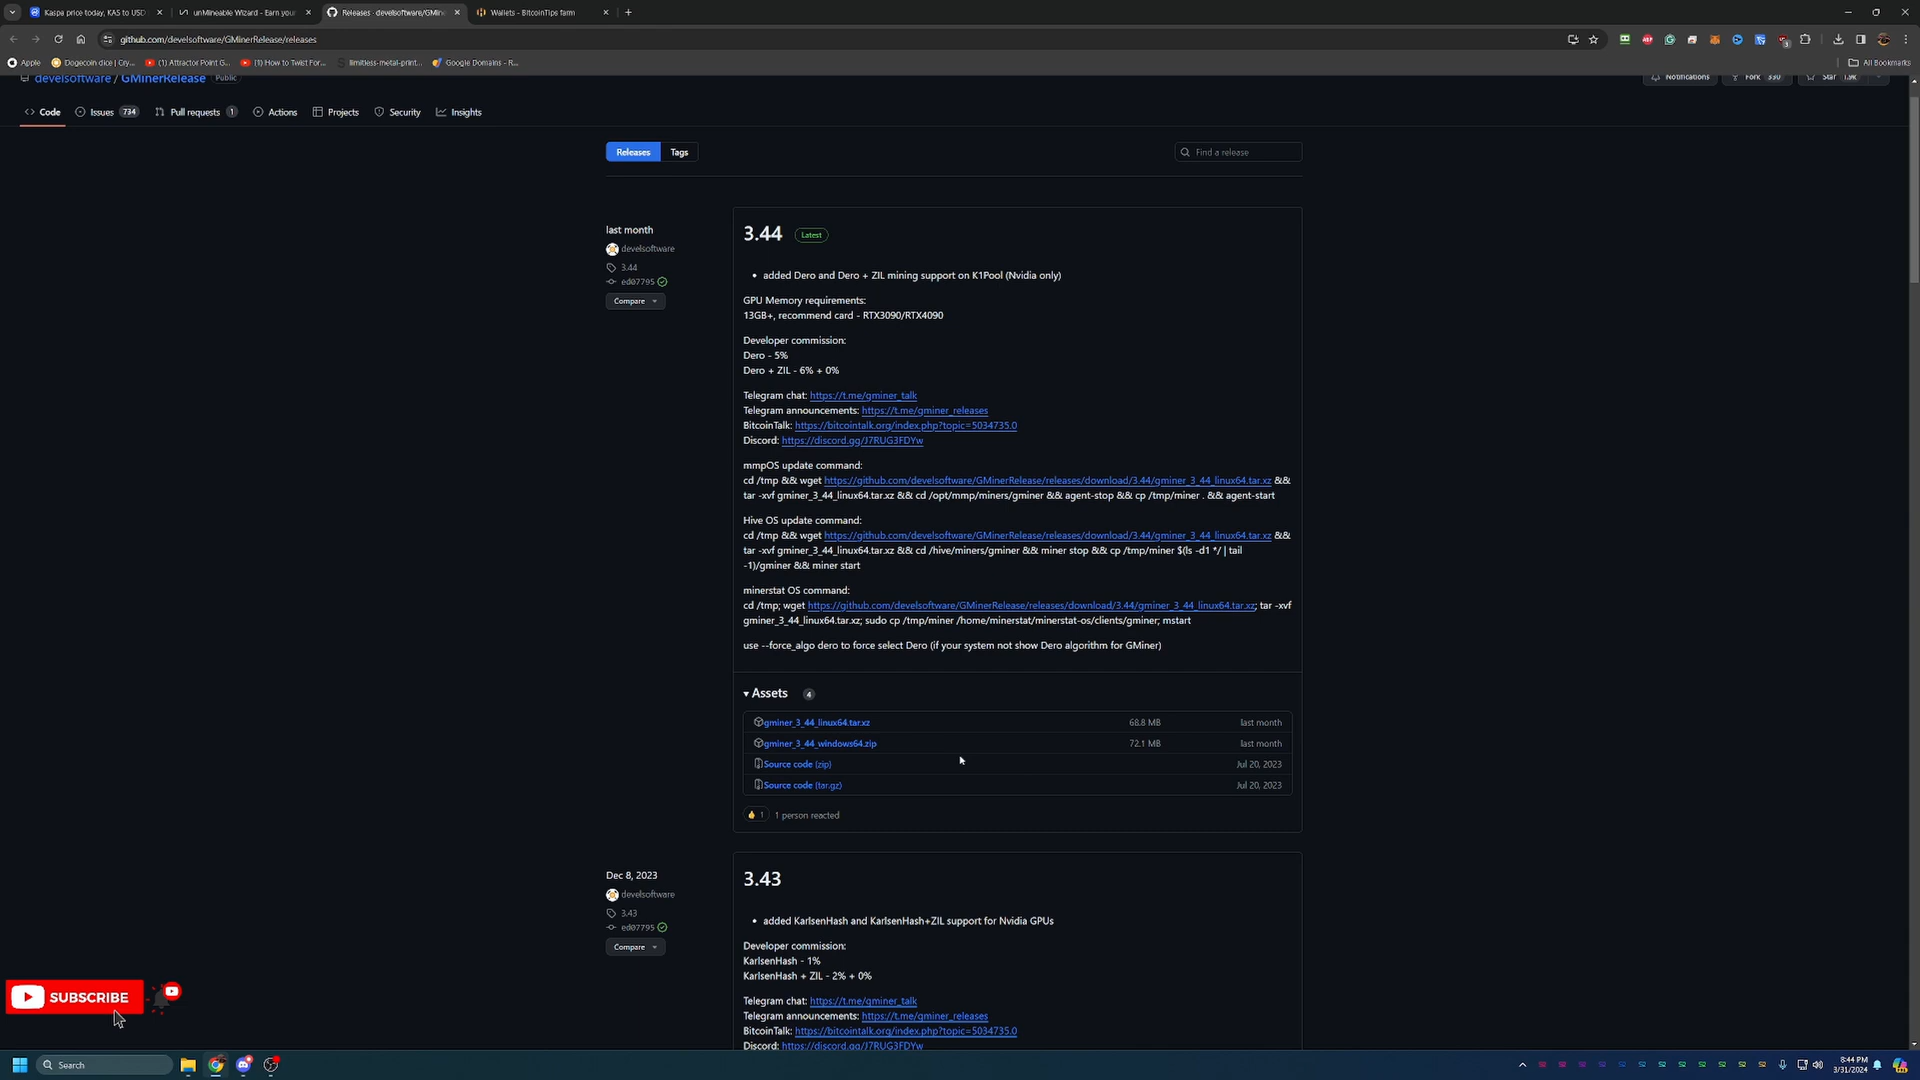 Kaspa price today, KAS to USD
unMineable Wizard - Earn your
Releases · develsoftware/GMine
Wallets - BitcoinTips farm
github.com/develsoftware/GMinerRelease/releases
Apple
Dogecoin dice | Cry...
(1) Attractor Point G...
(1) How to Twist For...
limitless-metal-print...
Google Domains - R...
All Bookmarks
develsoftware / GMinerRelease Public
Notifications
Fork 330
Star 1.9k
Code
Issues 734
Pull requests 1
Actions
Projects
Security
Insights
Releases
Tags
Find a release
last month
develsoftware
3.44
ed07795
Compare
3.44 Latest
• added Dero and Dero + ZIL mining support on K1Pool (Nvidia only)
GPU Memory requirements:
13GB+, recommend card - RTX3090/RTX4090
Developer commission:
Dero - 5%
Dero + ZIL - 6% + 0%
Telegram chat: https://t.me/gminer_talk
Telegram announcements: https://t.me/gminer_releases
BitcoinTalk: https://bitcointalk.org/index.php?topic=5034735.0
Discord: https://discord.gg/J7RUG3FDYw
mmpOS update command:
cd /tmp && wget https://github.com/develsoftware/GMinerRelease/releases/download/3.44/gminer_3_44_linux64.tar.xz &&
tar -xvf gminer_3_44_linux64.tar.xz && cd /opt/mmp/miners/gminer && agent-stop && cp /tmp/miner . && agent-start
Hive OS update command:
cd /tmp && wget https://github.com/develsoftware/GMinerRelease/releases/download/3.44/gminer_3_44_linux64.tar.xz &&
tar -xvf gminer_3_44_linux64.tar.xz && cd /hive/miners/gminer && miner stop && cp /tmp/miner $(ls -d1 */ | tail
-1)/gminer && miner start
minerstat OS command:
cd /tmp; wget https://github.com/develsoftware/GMinerRelease/releases/download/3.44/gminer_3_44_linux64.tar.xz; tar -xvf
gminer_3_44_linux64.tar.xz; sudo cp /tmp/miner /home/minerstat/minerstat-os/clients/gminer; mstart
use --force_algo dero to force select Dero (if your system not show Dero algorithm for GMiner)
Assets 4
gminer_3_44_linux64.tar.xz 68.8 MB last month
gminer_3_44_windows64.zip 72.1 MB last month
Source code (zip) Jul 20, 2023
Source code (tar.gz) Jul 20, 2023
1 1 person reacted
Dec 8, 2023
develsoftware
3.43
ed07795
Compare
3.43
• added KarlsenHash and KarlsenHash+ZIL support for Nvidia GPUs
Developer commission:
KarlsenHash - 1%
KarlsenHash + ZIL - 2% + 0%
Telegram chat: https://t.me/gminer_talk
Telegram announcements: https://t.me/gminer_releases
BitcoinTalk: https://bitcointalk.org/index.php?topic=5034735.0
Discord: https://discord.gg/J7RUG3FDYw
SUBSCRIBE
Search
8:44 PM
3/31/2024